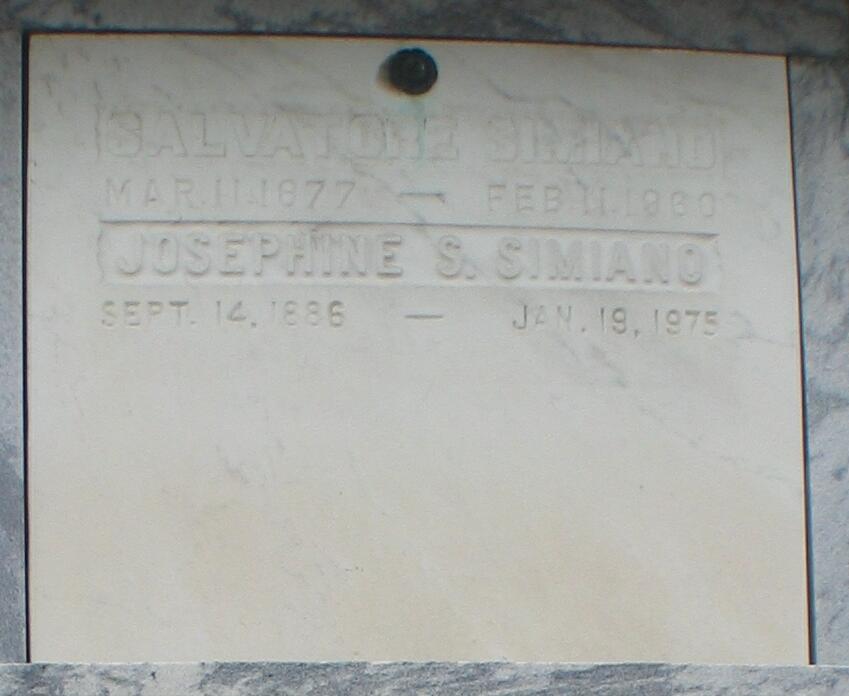 SALVATORE SIMIANO
MAR. 11. 1877 — FEB 11. 1960
JOSEPHINE S. SIMIANO
SEPT. 14, 1886 — JAN. 19, 1975